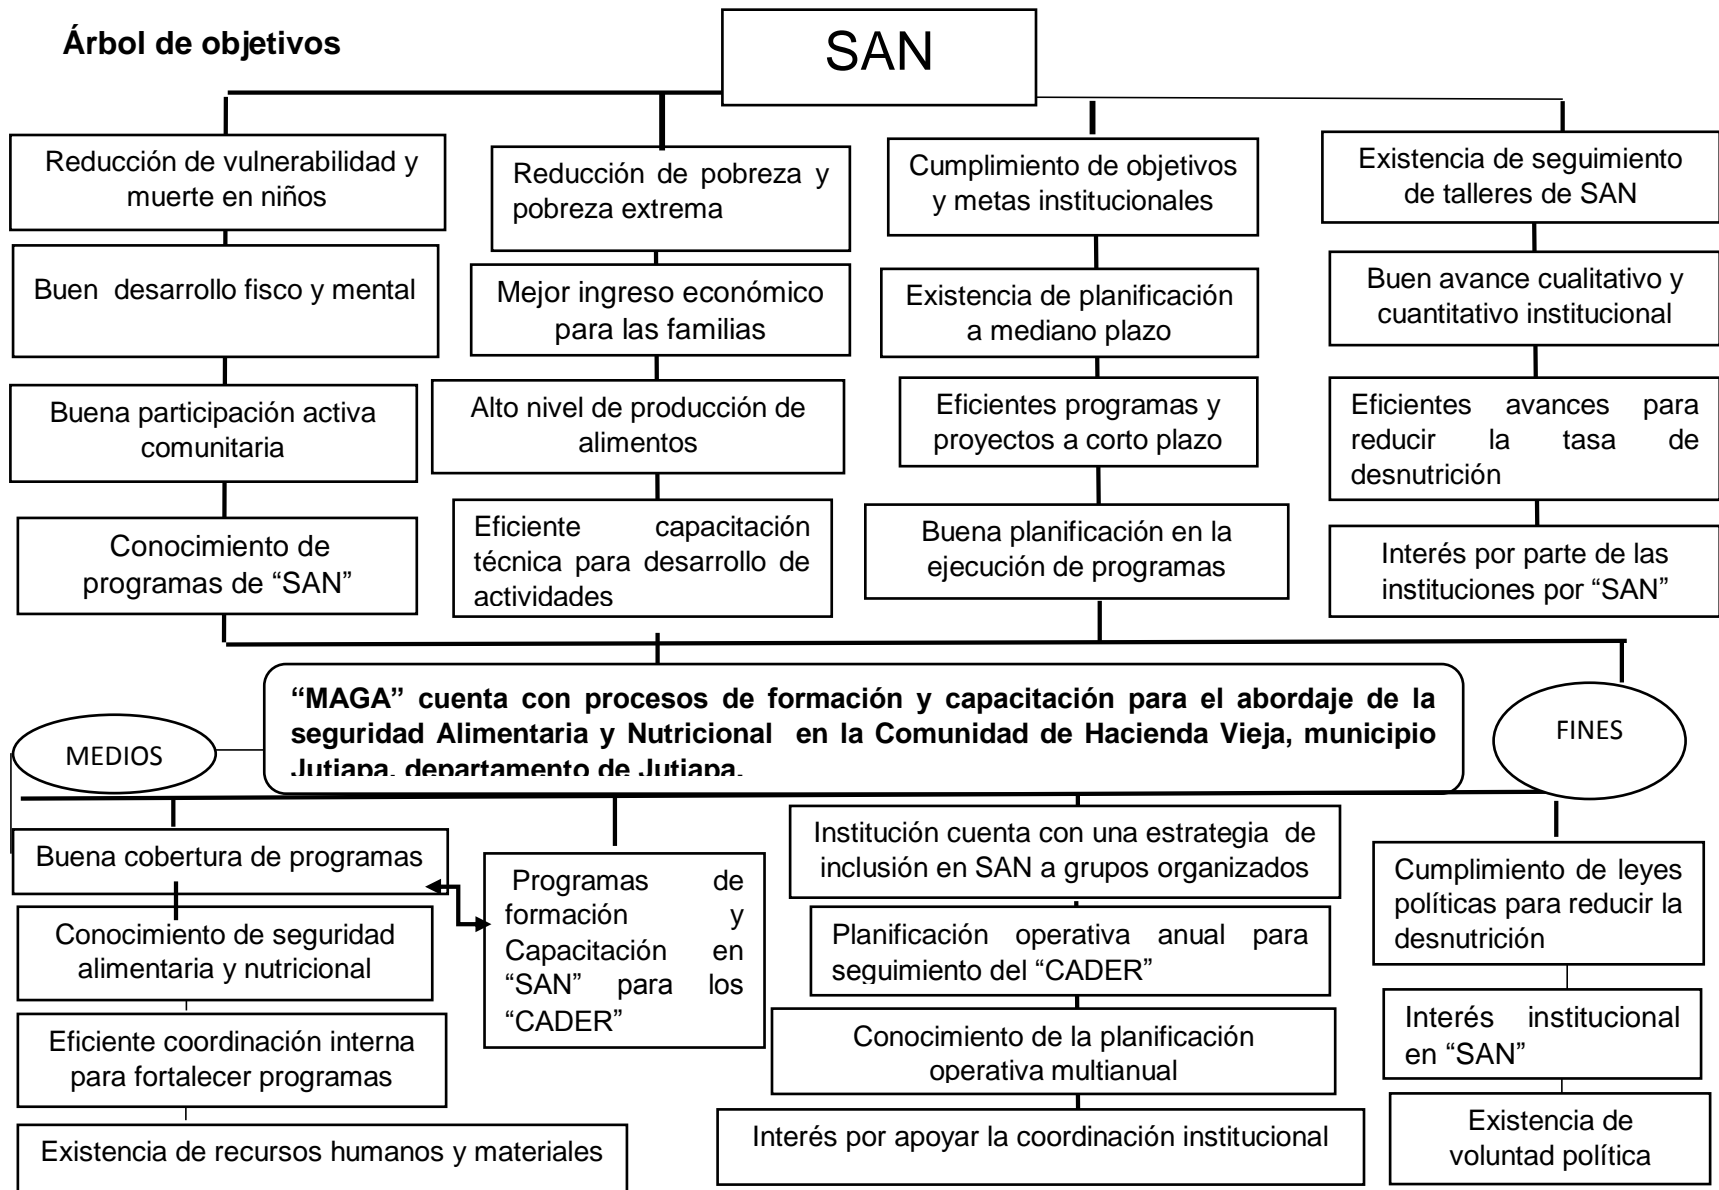 Árbol de objetivos
SAN
Reducción de vulnerabilidad y
muerte en niños
Reducción de pobreza y
pobreza extrema
Cumplimiento de objetivos
y metas institucionales
Existencia de seguimiento
de talleres de SAN
Buen desarrollo fisco y mental
Mejor ingreso económico
para las familias
Existencia de planificación
a mediano plazo
Buen avance cualitativo y
cuantitativo institucional
Buena participación activa
comunitaria
Alto nivel de producción de
alimentos
Eficientes programas y
proyectos a corto plazo
Eficientes avances para
reducir la tasa de
desnutrición
Conocimiento de
programas de “SAN”
Eficiente capacitación
técnica para desarrollo de
actividades
Buena planificación en la
ejecución de programas
Interés por parte de las
instituciones por “SAN”
“MAGA” cuenta con procesos de formación y capacitación para el abordaje de la
seguridad Alimentaria y Nutricional en la Comunidad de Hacienda Vieja, municipio
Jutiapa, departamento de Jutiapa.
MEDIOS
FINES
Buena cobertura de programas
Conocimiento de seguridad
alimentaria y nutricional
Eficiente coordinación interna
para fortalecer programas
Existencia de recursos humanos y materiales
Programas de
formación y
Capacitación en
“SAN” para los
“CADER”
Institución cuenta con una estrategia de
inclusión en SAN a grupos organizados
Planificación operativa anual para
seguimiento del “CADER”
Conocimiento de la planificación
operativa multianual
Interés por apoyar la coordinación institucional
Cumplimiento de leyes
políticas para reducir la
desnutrición
Interés institucional
en “SAN”
Existencia de
voluntad política